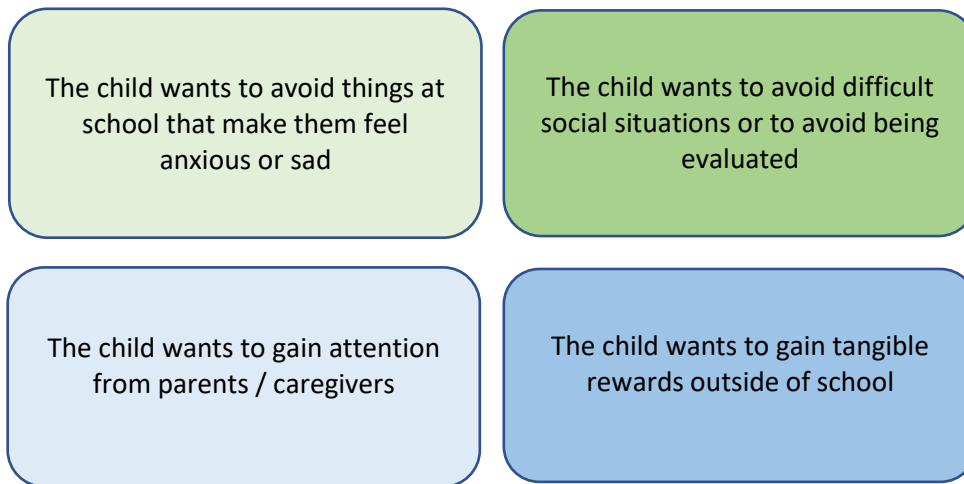 The child wants to avoid things at
school that make them feel
anxious or sad
The child wants to avoid difficult
social situations or to avoid being
evaluated
The child wants to gain attention
from parents / caregivers
The child wants to gain tangible
rewards outside of school